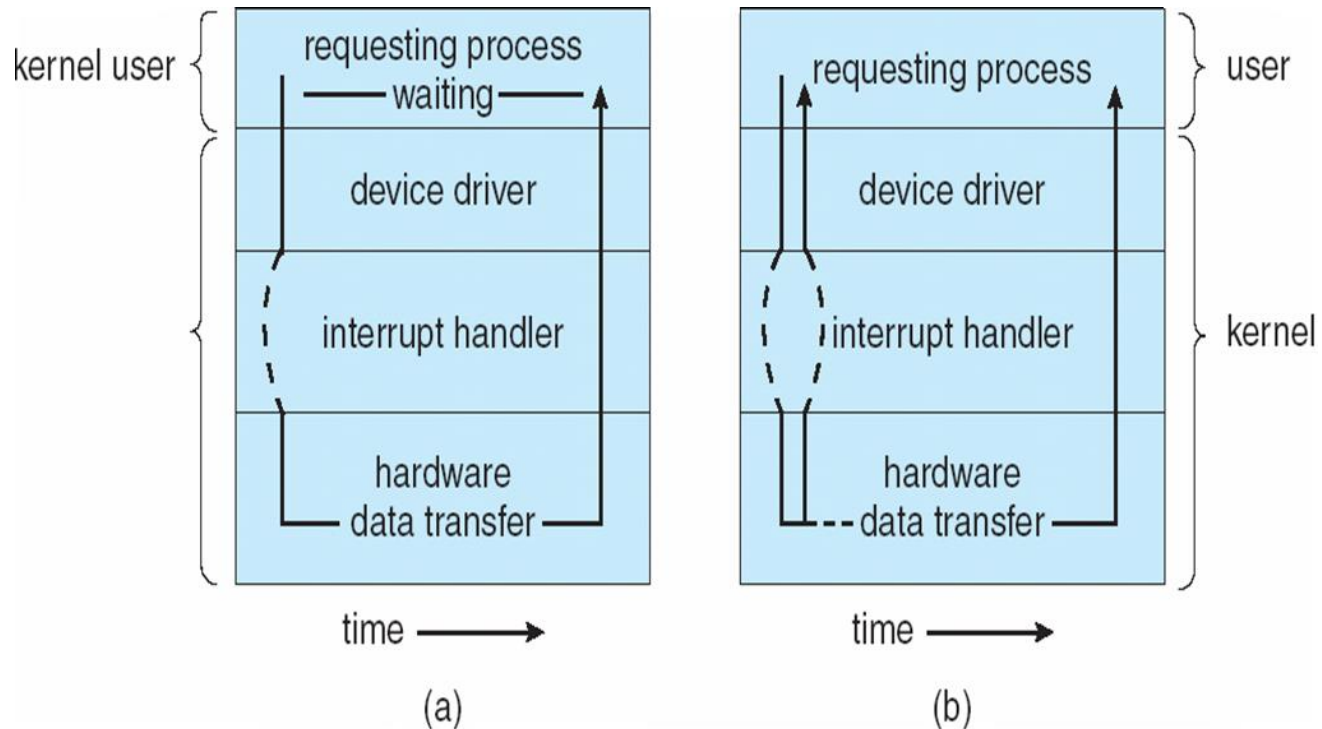 kernel user
requesting process
waiting
device driver
interrupt handler
hardware
data transfer
time
(a)
requesting process
device driver
interrupt handler
hardware
data transfer
time
(b)
user
kernel